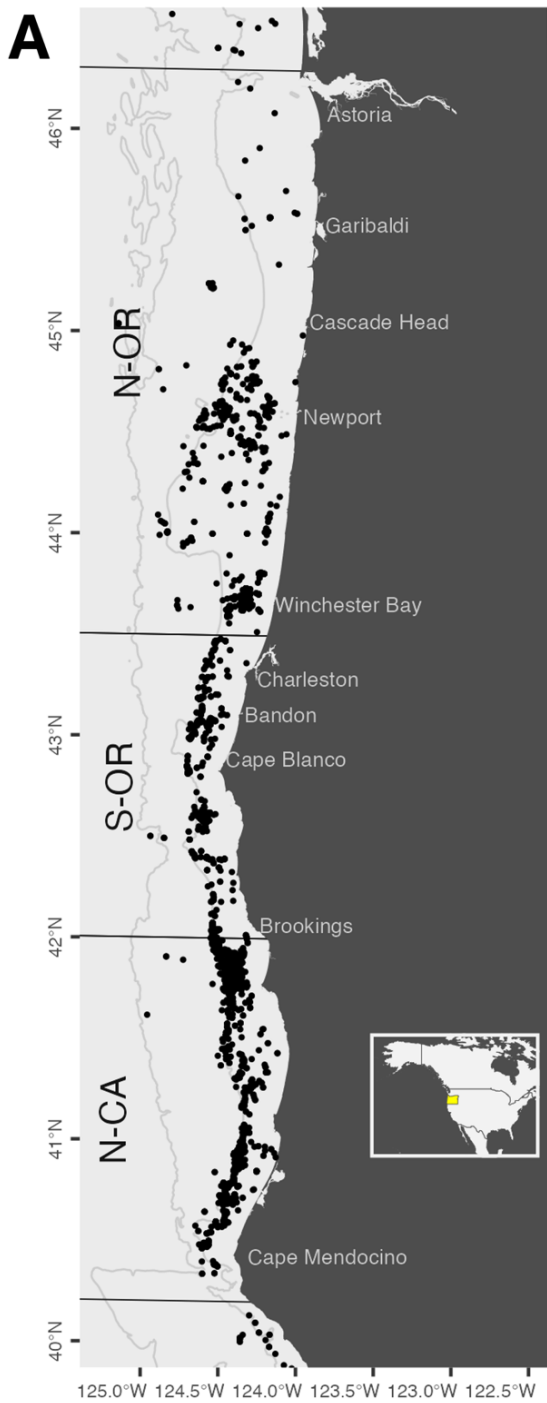 A
46°N
Astoria
Garibaldi
45°N
Cascade Head
N-OR
Newport
44°N
Winchester Bay
Charleston
Bandon
43°N
Cape Blanco
S-OR
Brookings
42°N
N-CA
41°N
Cape Mendocino
40°N
125.0°W 124.5°W 124.0°W 123.5°W 123.0°W 122.5°W